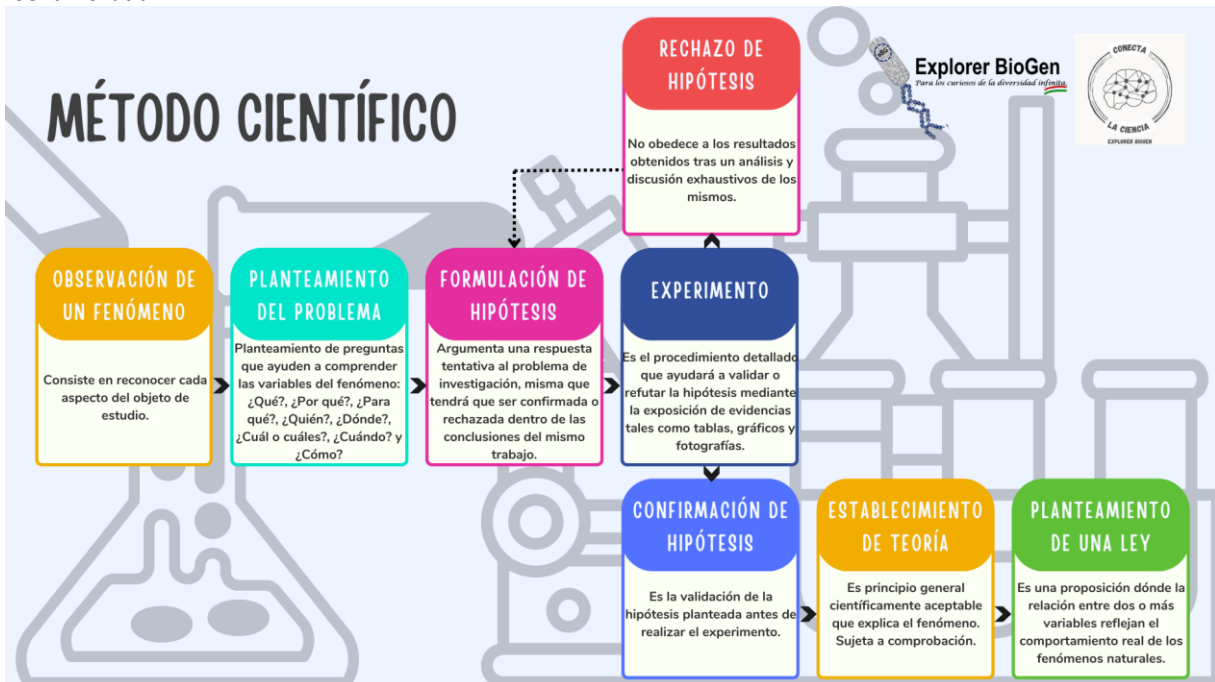 MÉTODO CIENTÍFICO
RECHAZO DE
HIPÓTESIS
No obedece a los resultados
obtenidos tras un análisis y
discusión exhaustivos de los
mismos.
Explorer BioGen
Para los curiosos de la diversidad infinita.
CONECTA
LA CIENCIA
EXPLORER BIOGEN
OBSERVACIÓN DE
UN FENÓMENO
Consiste en reconocer cada
aspecto del objeto de
estudio.
PLANTEAMIENTO
DEL PROBLEMA
Planteamiento de preguntas
que ayuden a comprender
las variables del fenómeno:
¿Qué?, ¿Por qué?, ¿Para
qué?, ¿Quién?, ¿Dónde?,
¿Cuál o cuáles?, ¿Cuándo? y
¿Cómo?
FORMULACIÓN DE
HIPÓTESIS
Argumenta una respuesta
tentativa al problema de
investigación, misma que
tendrá que ser confirmada o
rechazada dentro de las
conclusiones del mismo
trabajo.
EXPERIMENTO
Es el procedimiento detallado
que ayudará a validar o
refutar la hipótesis mediante
la exposición de evidencias
tales como tablas, gráficos y
fotografías.
CONFIRMACIÓN DE
HIPÓTESIS
Es la validación de la
hipótesis planteada antes de
realizar el experimento.
ESTABLECIMIENTO
DE TEORÍA
Es principio general
científicamente aceptable
que explica el fenómeno.
Sujeta a comprobación.
PLANTEAMIENTO
DE UNA LEY
Es una proposición dónde la
relación entre dos o más
variables reflejan el
comportamiento real de los
fenómenos naturales.